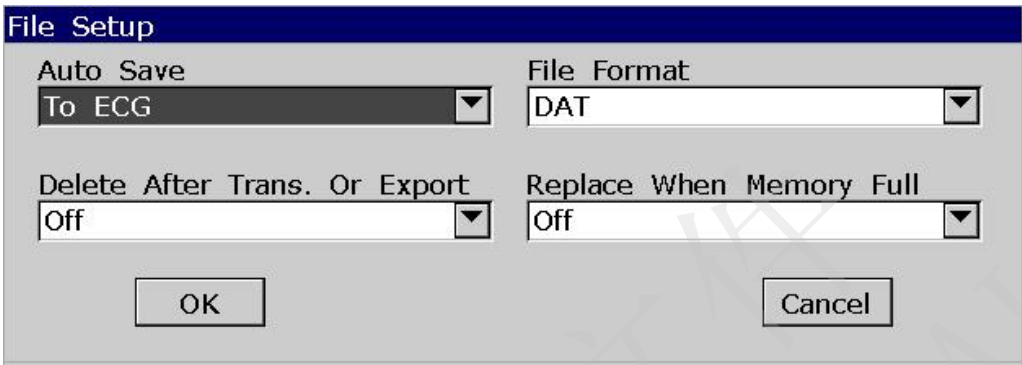 File Setup
Auto Save
File Format
To ECG
DAT
Delete After Trans. Or Export
Replace When Memory Full
Off
Off
OK
Cancel